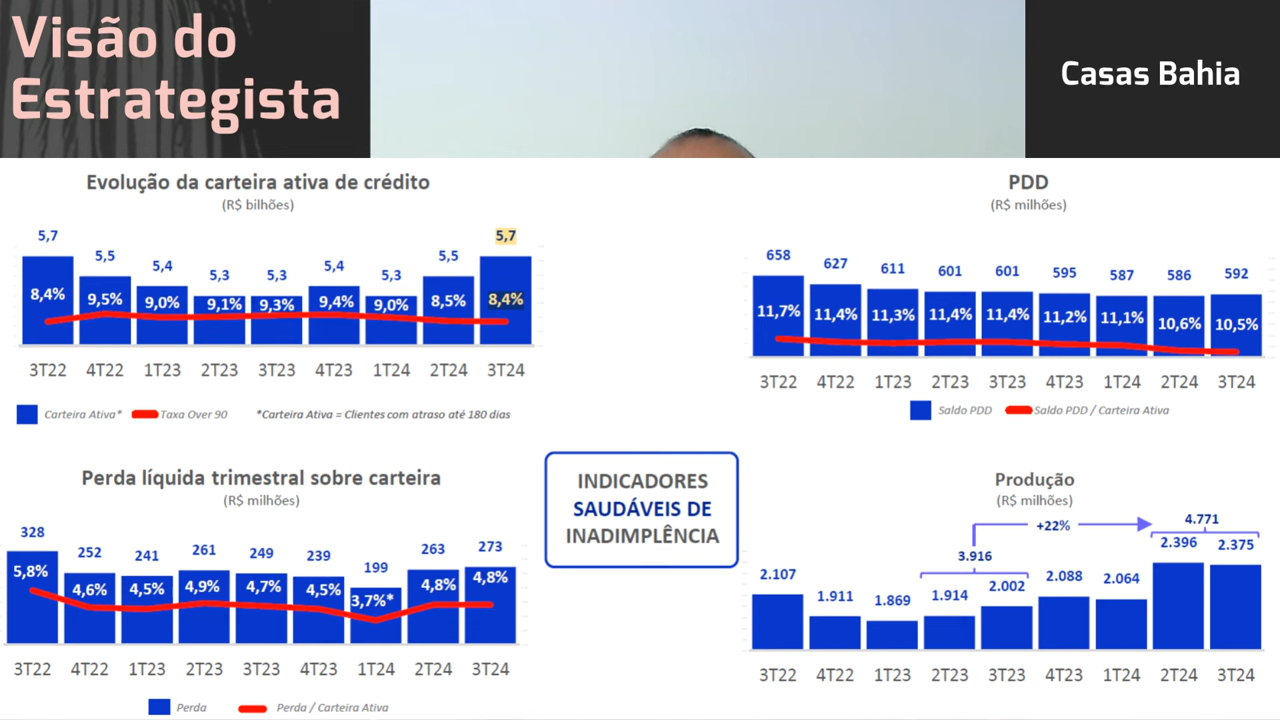 Visão do
Estrategista
Casas Bahia
Evolução da carteira ativa de crédito
(R$ bilhões)
5,7 5,5 5,4 5,3 5,3 5,4 5,3 5,5 5,7
8,4% 9,5% 9,0% 9,1% 9,3% 9,4% 9,0% 8,5% 8,4%
3T22 4T22 1T23 2T23 3T23 4T23 1T24 2T24 3T24
Carteira Ativa* Taxa Over 90 *Carteira Ativa = Clientes com atraso até 180 dias
PDD
(R$ milhões)
658 627 611 601 601 595 587 586 592
11,7% 11,4% 11,3% 11,4% 11,4% 11,2% 11,1% 10,6% 10,5%
3T22 4T22 1T23 2T23 3T23 4T23 1T24 2T24 3T24
Saldo PDD Saldo PDD / Carteira Ativa
Perda líquida trimestral sobre carteira
(R$ milhões)
328 252 241 261 249 239 199 263 273
5,8% 4,6% 4,5% 4,9% 4,7% 4,5% 3,7%* 4,8% 4,8%
3T22 4T22 1T23 2T23 3T23 4T23 1T24 2T24 3T24
Perda Perda / Carteira Ativa
INDICADORES
SAUDÁVEIS DE
INADIMPLÊNCIA
Produção
(R$ milhões)
+22% 4.771
3.916
2.107 1.911 1.869 1.914 2.002 2.088 2.064 2.396 2.375
3T22 4T22 1T23 2T23 3T23 4T23 1T24 2T24 3T24